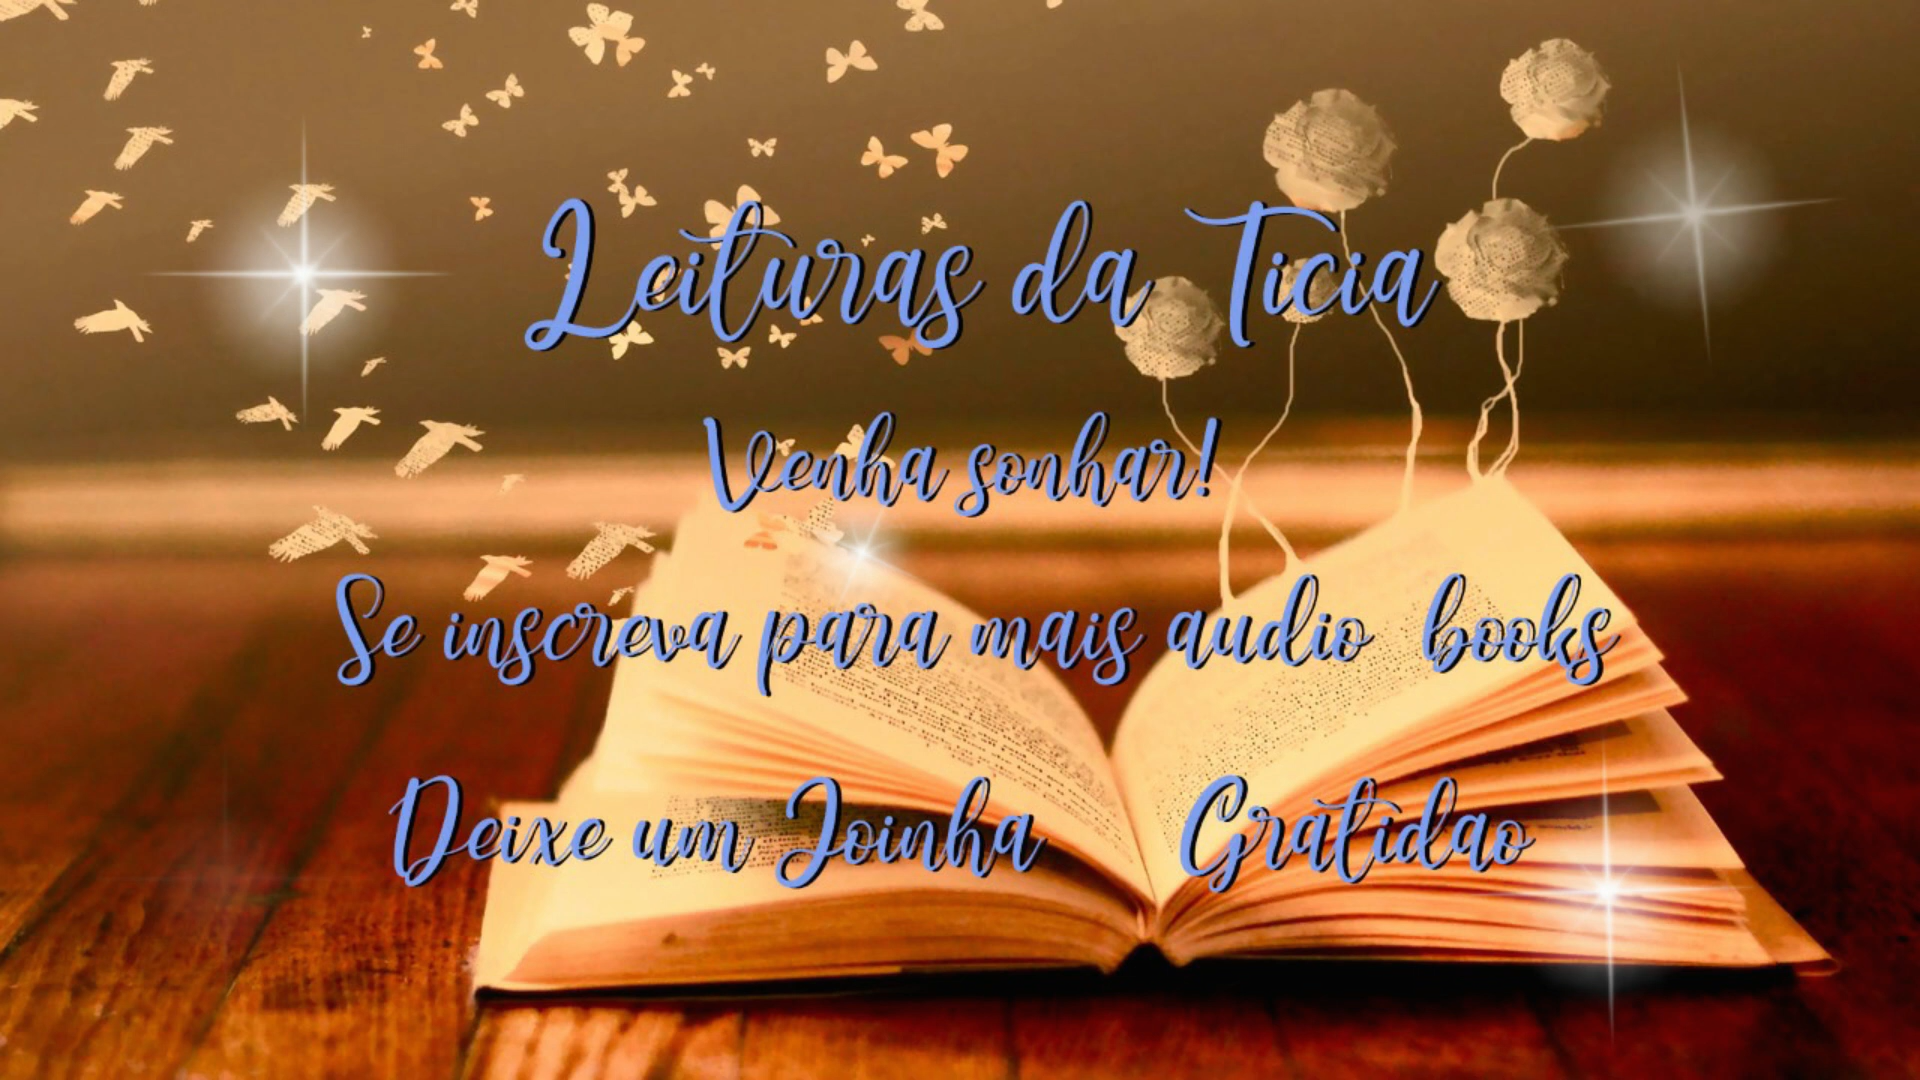 Leituras da Ticia
Venha sonhar!
Se inscreva para mais audio books
Deixe um Joinha Gratidao